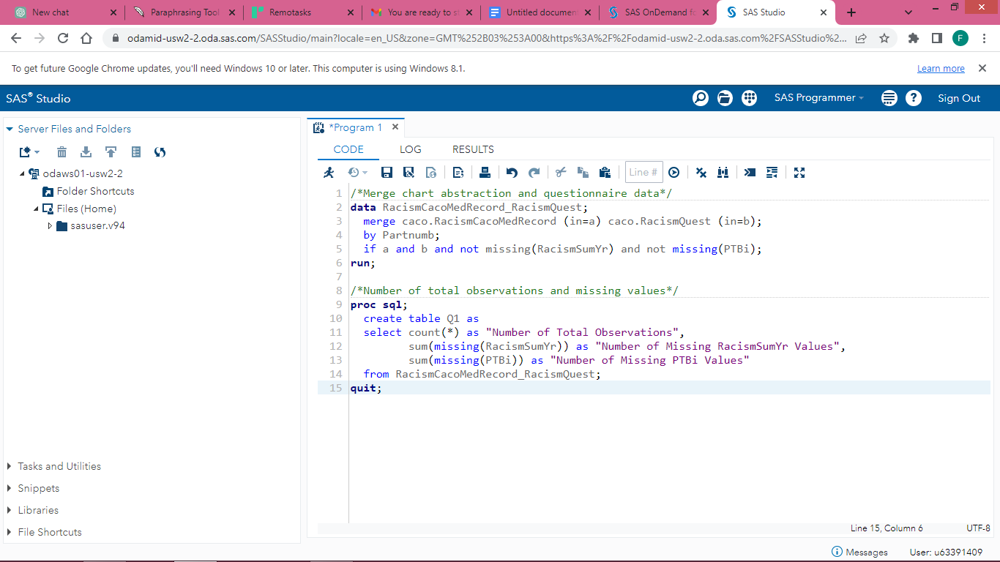 New chat
Paraphrasing Tool
Remotasks
You are ready to st
Untitled document
SAS OnDemand fo
SAS Studio
odamid-usw2-2.oda.sas.com/SASStudio/main?locale=en_US&zone=GMT%252B03%253A00&https%3A%2F%2Fodamid-usw2-2.oda.sas.com%2FSASStudio%2...
F
To get future Google Chrome updates, you'll need Windows 10 or later. This computer is using Windows 8.1.
Learn more
SAS® Studio
SAS Programmer
Sign Out
Server Files and Folders
odaws01-usw2-2
Folder Shortcuts
Files (Home)
sasuser.v94
Tasks and Utilities
Snippets
Libraries
File Shortcuts
*Program 1
CODE LOG RESULTS
Line #
1 /*Merge chart abstraction and questionnaire data*/
2 data RacismCacoMedRecord_RacismQuest;
3 merge caco.RacismCacoMedRecord (in=a) caco.RacismQuest (in=b);
4 by Partnumb;
5 if a and b and not missing(RacismSumYr) and not missing(PTBi);
6 run;
7
8 /*Number of total observations and missing values*/
9 proc sql;
10 create table Q1 as
11 select count(*) as "Number of Total Observations",
12 sum(missing(RacismSumYr)) as "Number of Missing RacismSumYr Values",
13 sum(missing(PTBi)) as "Number of Missing PTBi Values"
14 from RacismCacoMedRecord_RacismQuest;
15 quit;
Line 15, Column 6
UTF-8
Messages
User: u63391409